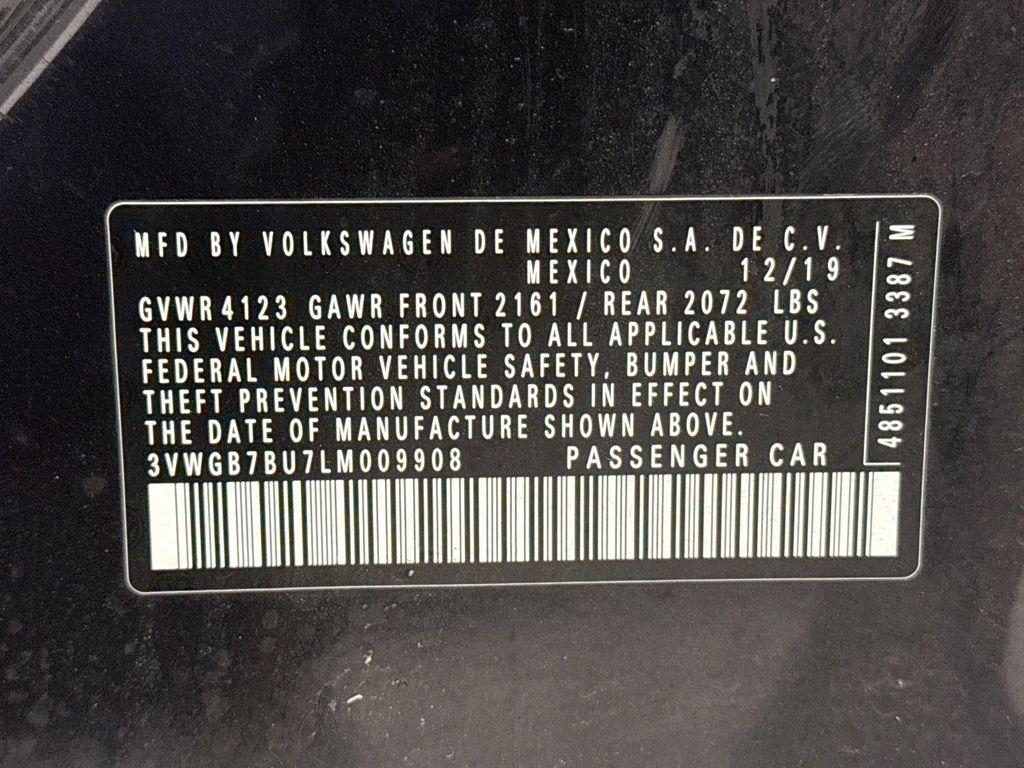 MFD BY VOLKSWAGEN DE MEXICO S.A. DE C.V.
MEXICO 12/19
GVWR 4123 GAWR FRONT 2161 / REAR 2072 LBS
THIS VEHICLE CONFORMS TO ALL APPLICABLE U.S.
FEDERAL MOTOR VEHICLE SAFETY, BUMPER AND
THEFT PREVENTION STANDARDS IN EFFECT ON
THE DATE OF MANUFACTURE SHOWN ABOVE.
3VWGB7BU7LM009908 PASSENGER CAR
4851101 3387 M